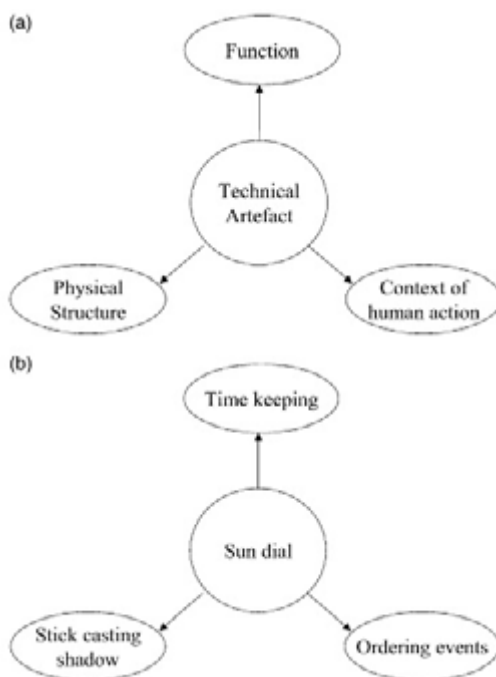 (a)
Function
Technical
Artefact
Physical
Structure
Context of
human action
(b)
Time keeping
Sun dial
Stick casting
shadow
Ordering events